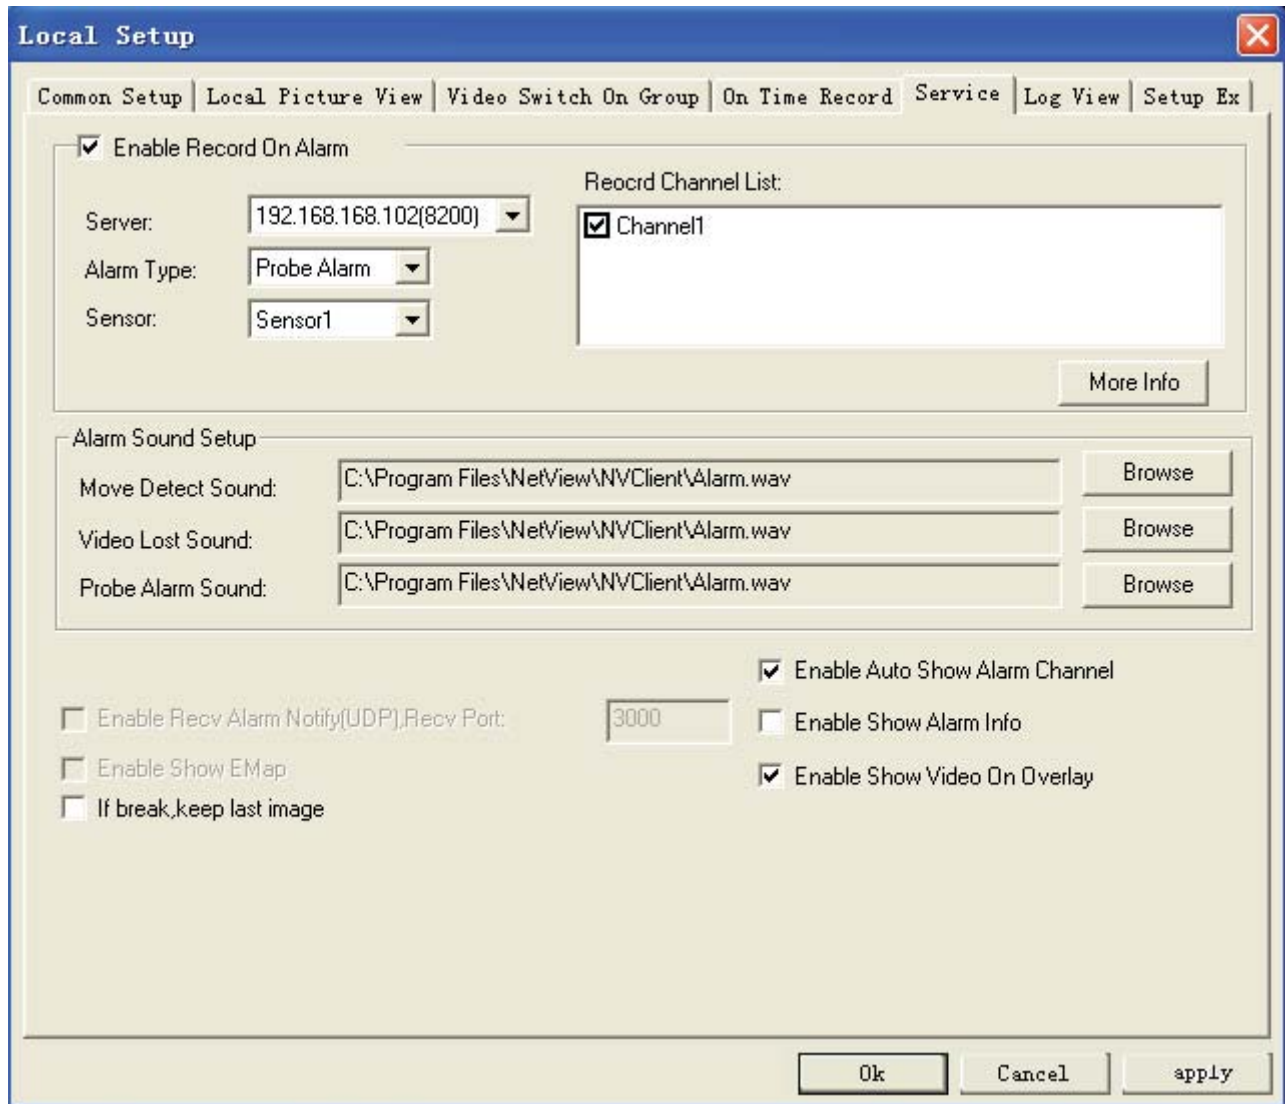 Local Setup
Common Setup
Local Picture View
Video Switch On Group
On Time Record
Service
Log View
Setup Ex
Enable Record On Alarm
Server:
192.168.168.102(8200)
Alarm Type:
Probe Alarm
Sensor:
Sensor1
Reocrd Channel List:
Channel1
More Info
Alarm Sound Setup
Move Detect Sound:
C:\Program Files\NetView\NVClient\Alarm.wav
Browse
Video Lost Sound:
C:\Program Files\NetView\NVClient\Alarm.wav
Browse
Probe Alarm Sound:
C:\Program Files\NetView\NVClient\Alarm.wav
Browse
Enable Recv Alarm Notify(UDP),Recv Port:
3000
Enable Show EMap
If break,keep last image
Enable Auto Show Alarm Channel
Enable Show Alarm Info
Enable Show Video On Overlay
Ok
Cancel
apply